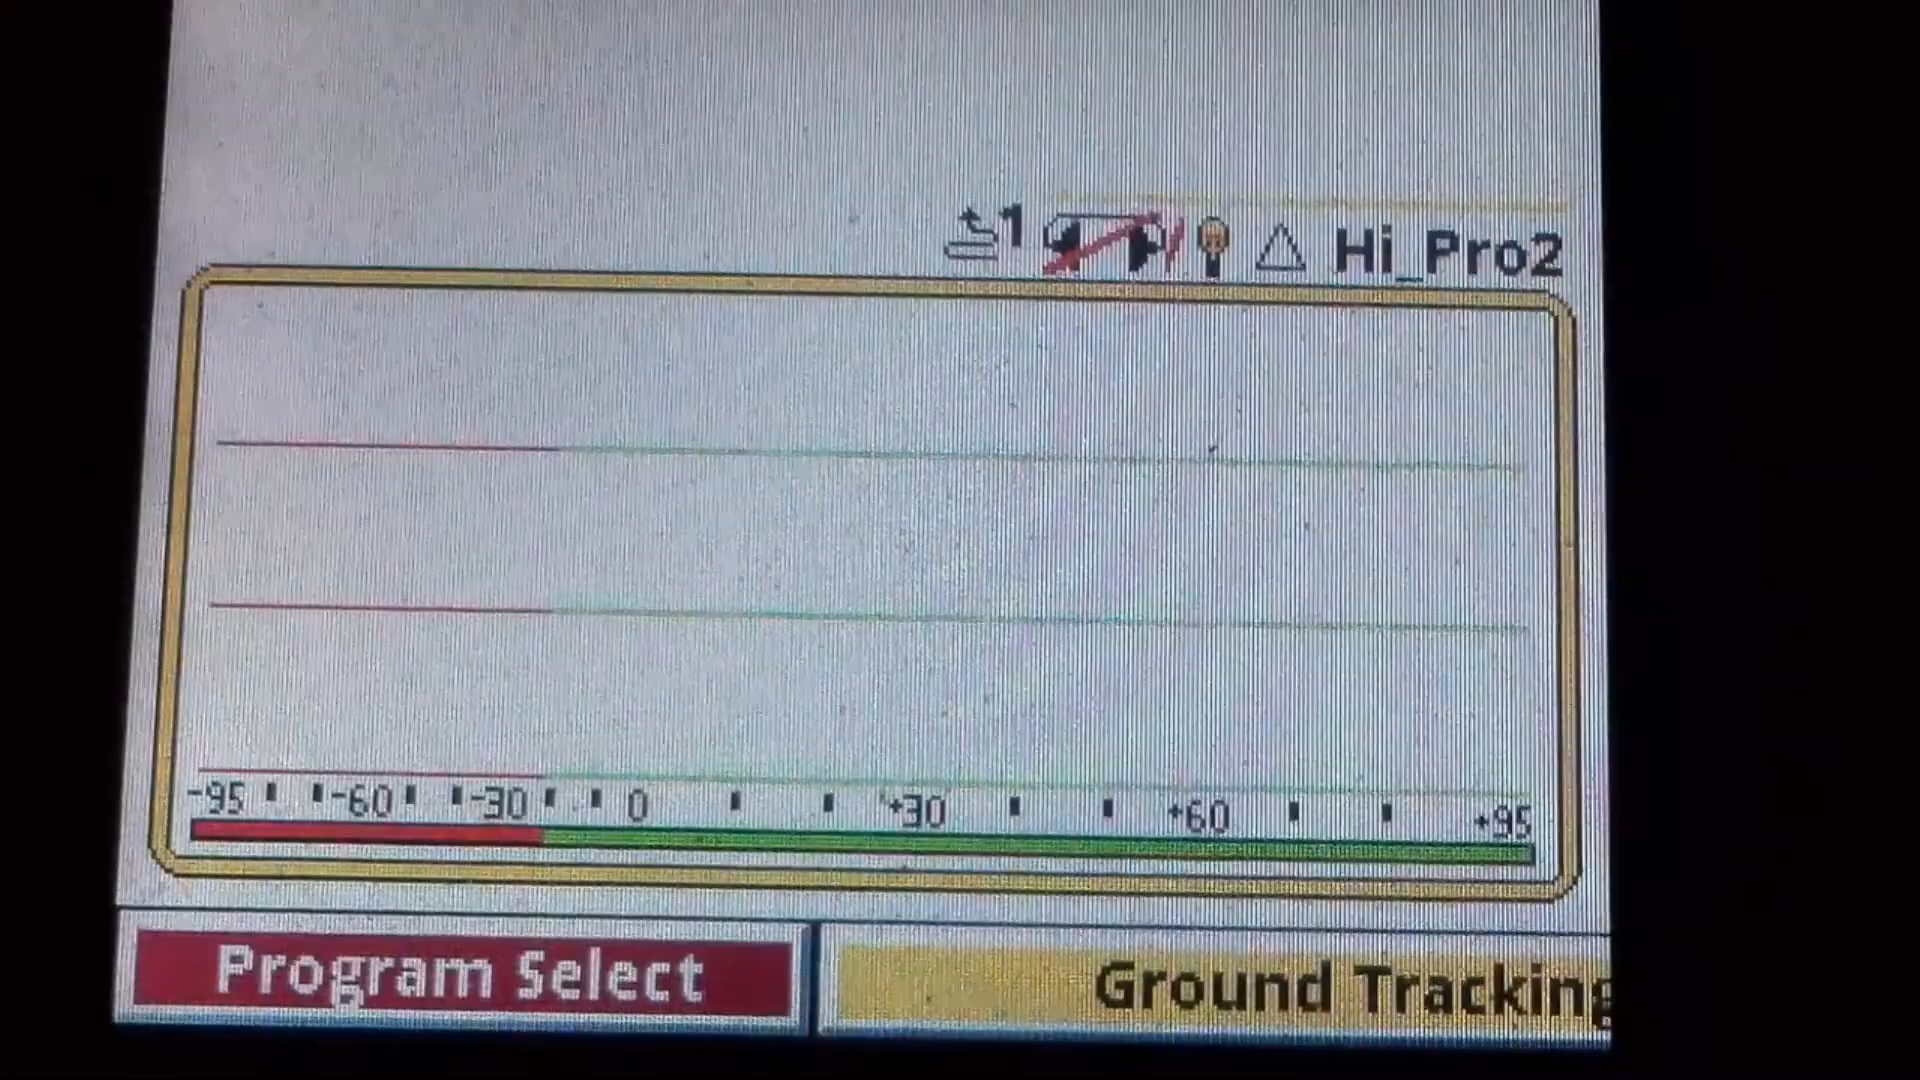 1 Hi_Pro2
-95 -60 -30 0 +30 +60 +95
Program Select Ground Tracking